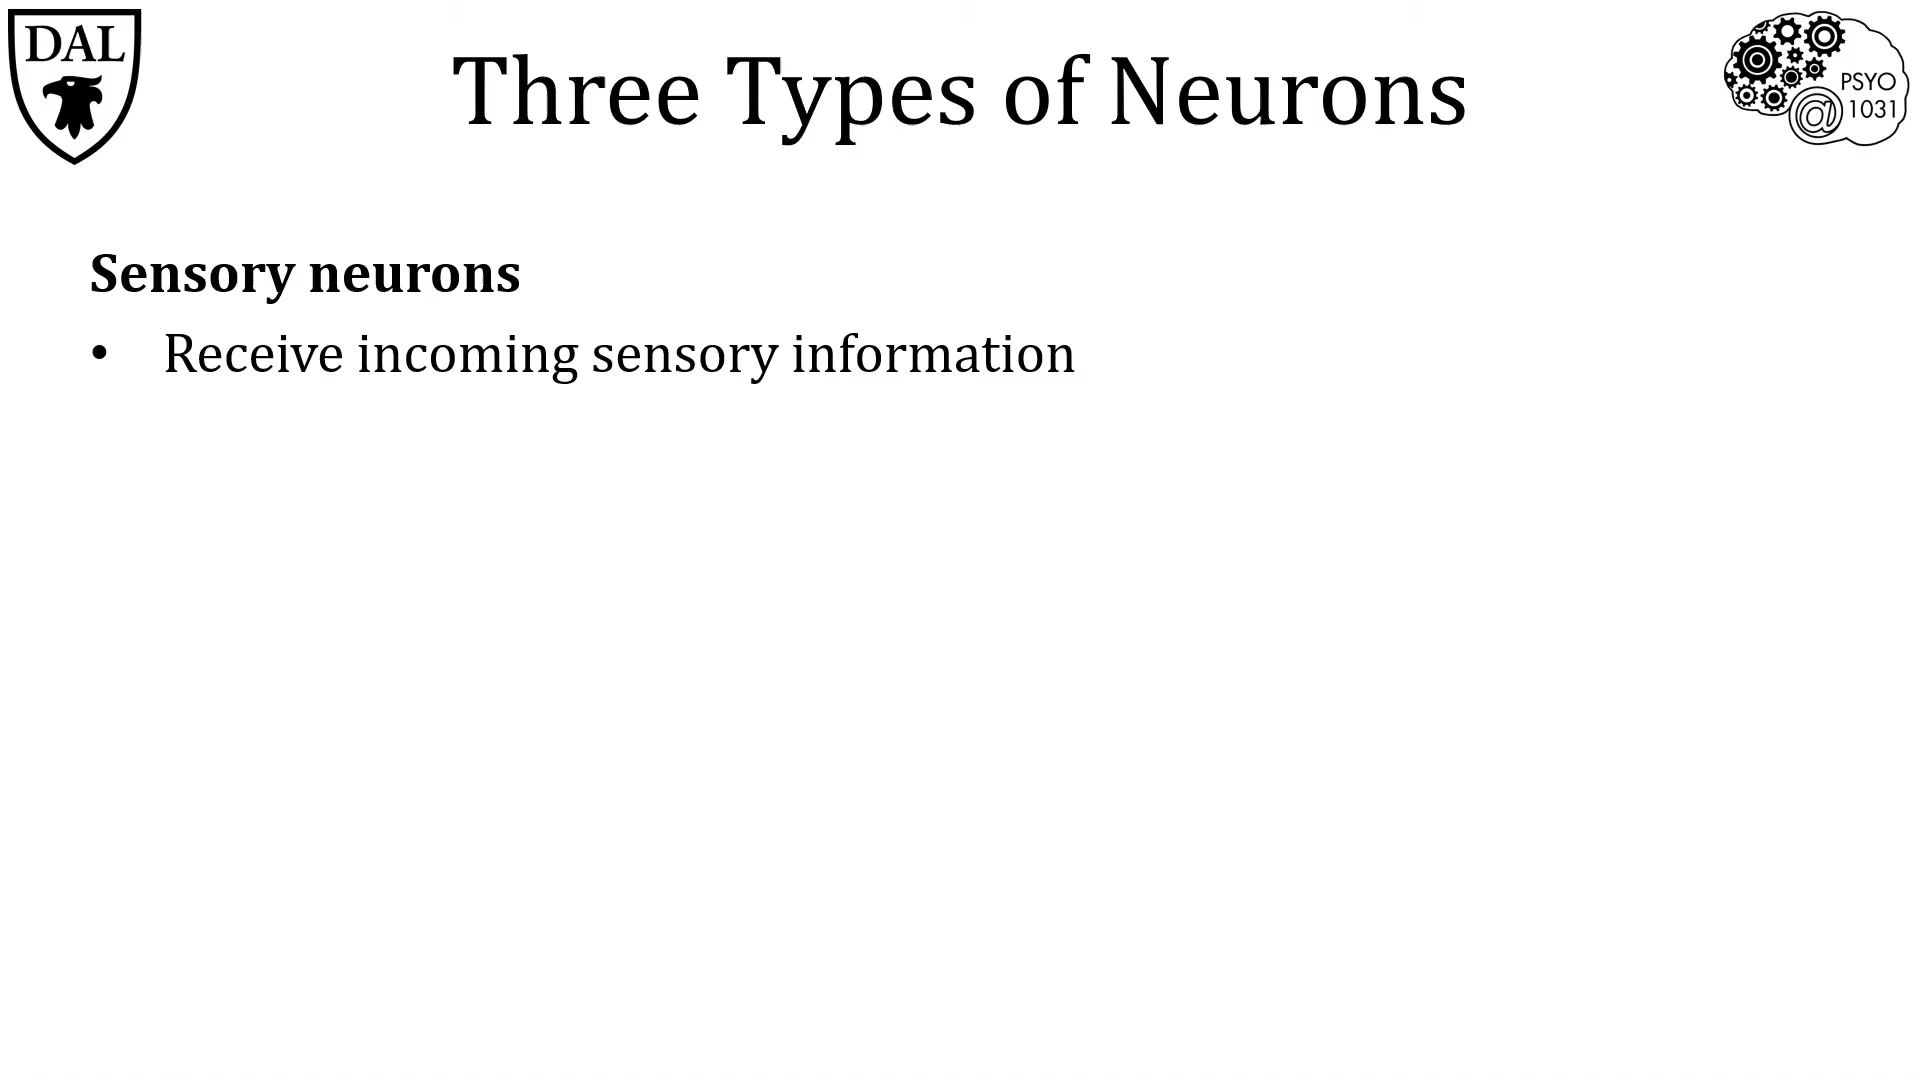 DAL
Three Types of Neurons
PSYO
@ 1031
Sensory neurons
• Receive incoming sensory information